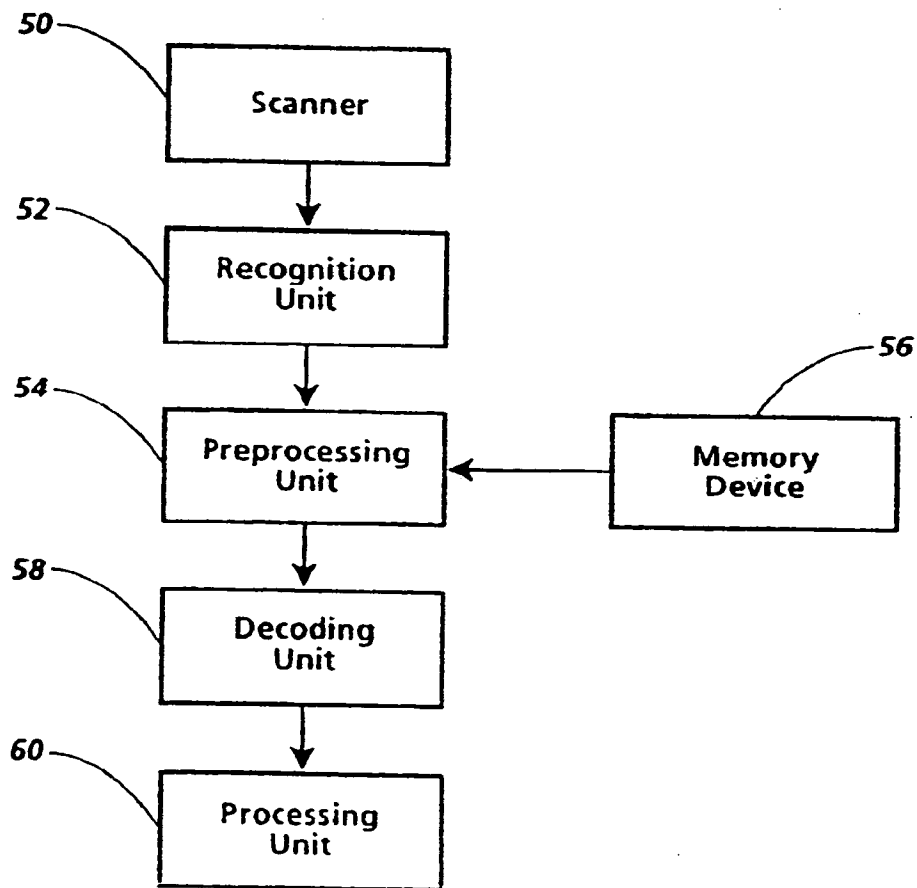 50
Scanner
52
Recognition
Unit
56
54
Preprocessing
Unit
Memory
Device
58
Decoding
Unit
60
Processing
Unit